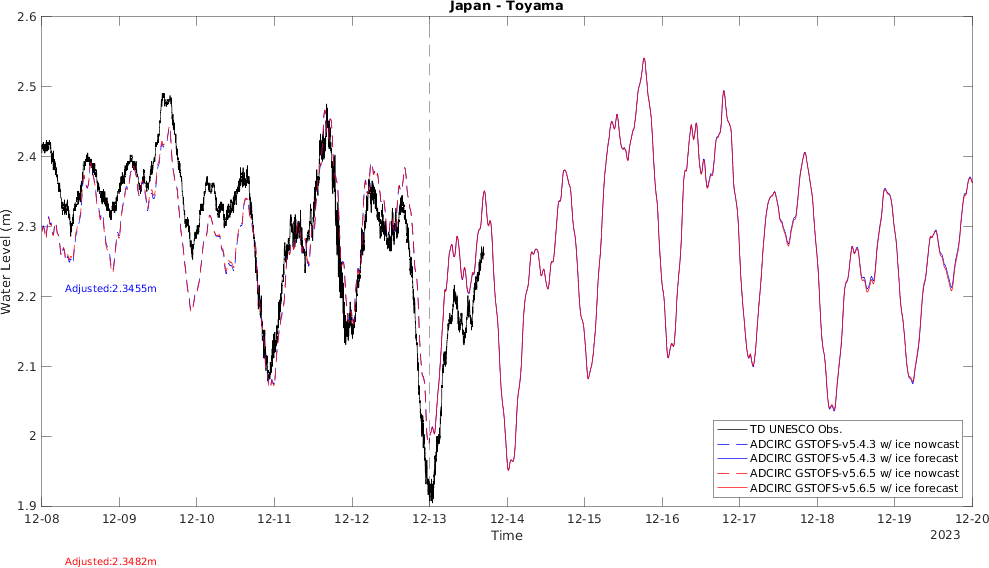 Japan - Toyama
2.6
2.5
2.4
2.3
2.2
2.1
2
1.9
Water Level (m)
Adjusted:2.3455m
TD UNESCO Obs.
ADCIRC GSTOFS-v5.4.3 w/ ice nowcast
ADCIRC GSTOFS-v5.4.3 w/ ice forecast
ADCIRC GSTOFS-v5.6.5 w/ ice nowcast
ADCIRC GSTOFS-v5.6.5 w/ ice forecast
12-08 12-09 12-10 12-11 12-12 12-13 12-14 12-15 12-16 12-17 12-18 12-19 12-20
Time
2023
Adjusted:2.3482m